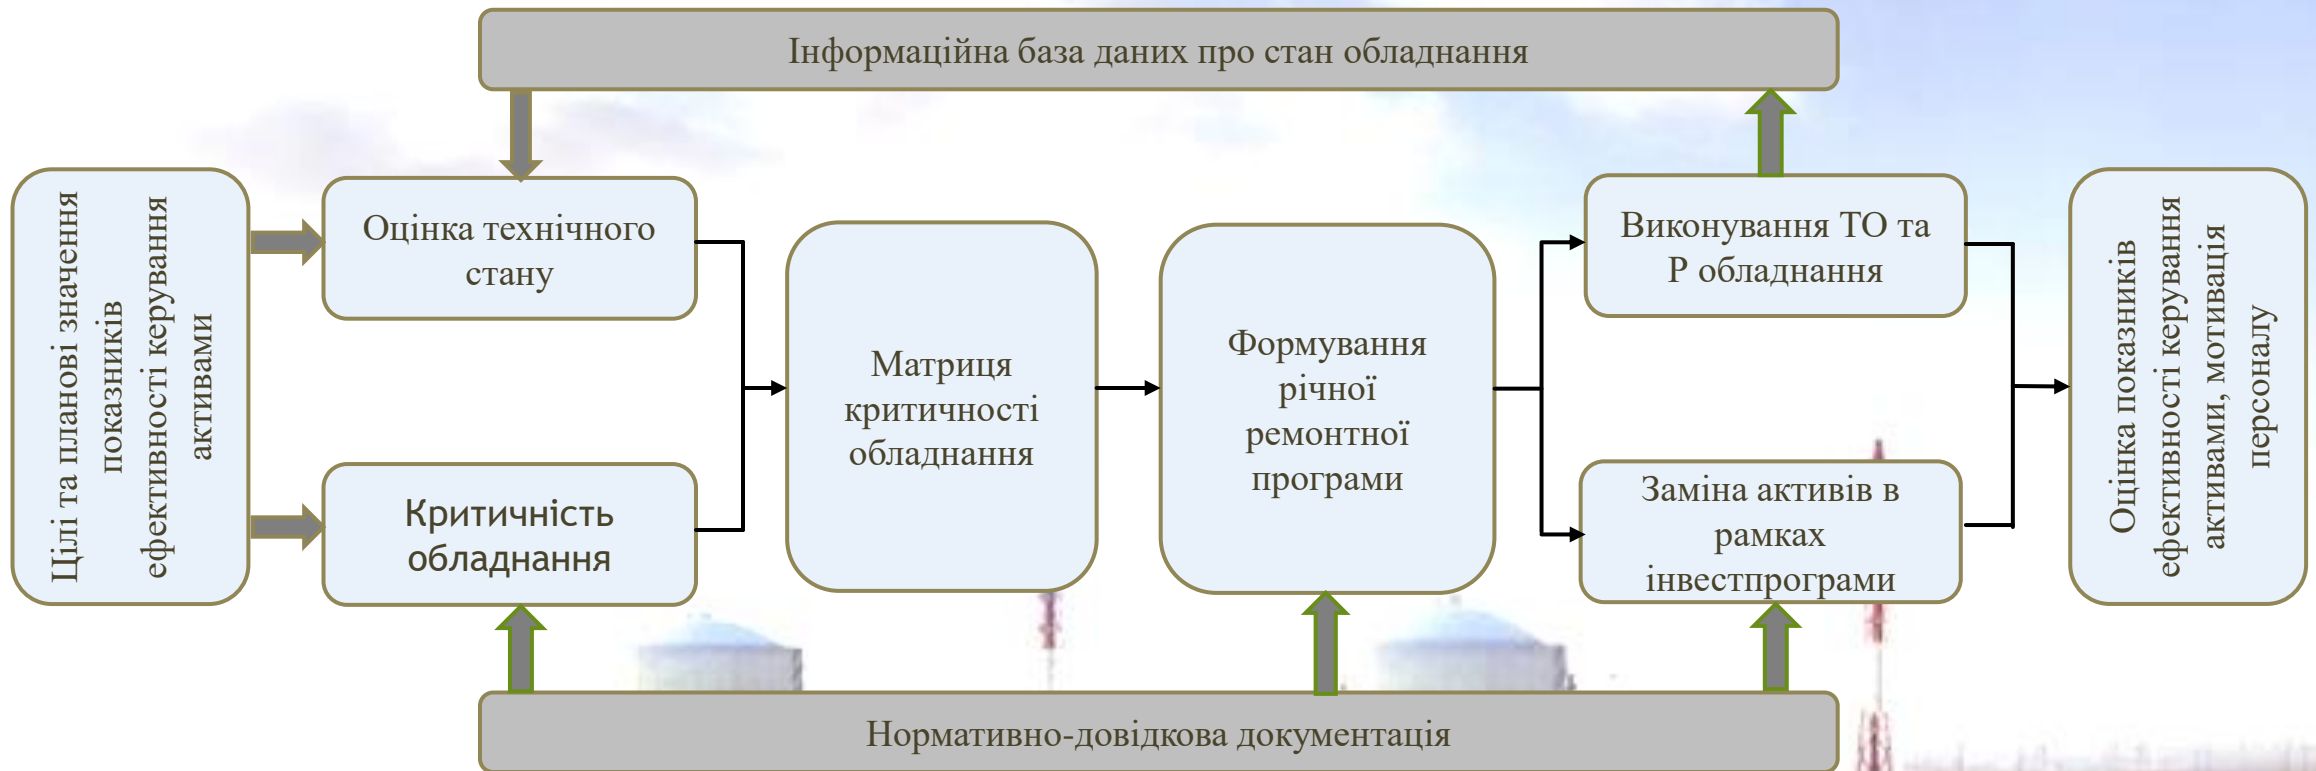 Інформаційна база даних про стан обладнання
Цілі та планові значення
показників
ефективності керування
активами
Оцінка технічного
стану
Критичність
обладнання
Матриця
критичності
обладнання
Формування
річної
ремонтної
програми
Виконування ТО та
Р обладнання
Заміна активів в
рамках
інвестпрограми
Оцінка показників
ефективності керування
активами, мотивація
персоналу
Нормативно-довідкова документація